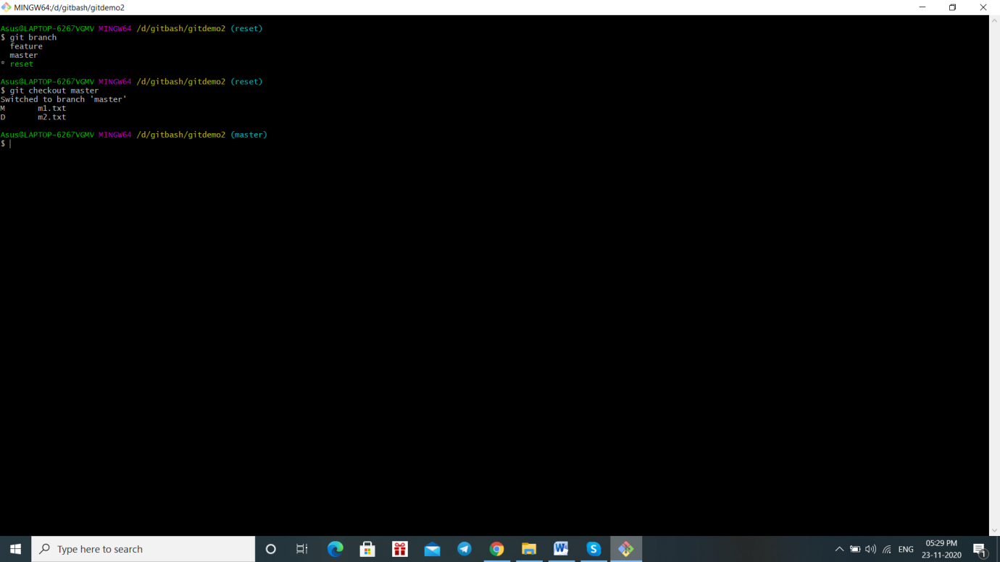 MINGW64:/d/gitbash/gitdemo2
Asus@LAPTOP-6267VGMV MINGW64 /d/gitbash/gitdemo2 (reset)
$ git branch
  feature
  master
* reset
Asus@LAPTOP-6267VGMV MINGW64 /d/gitbash/gitdemo2 (reset)
$ git checkout master
Switched to branch 'master'
M       m1.txt
D       m2.txt
Asus@LAPTOP-6267VGMV MINGW64 /d/gitbash/gitdemo2 (master)
$
Type here to search
W
S
ENG
05:29 PM
23-11-2020
1